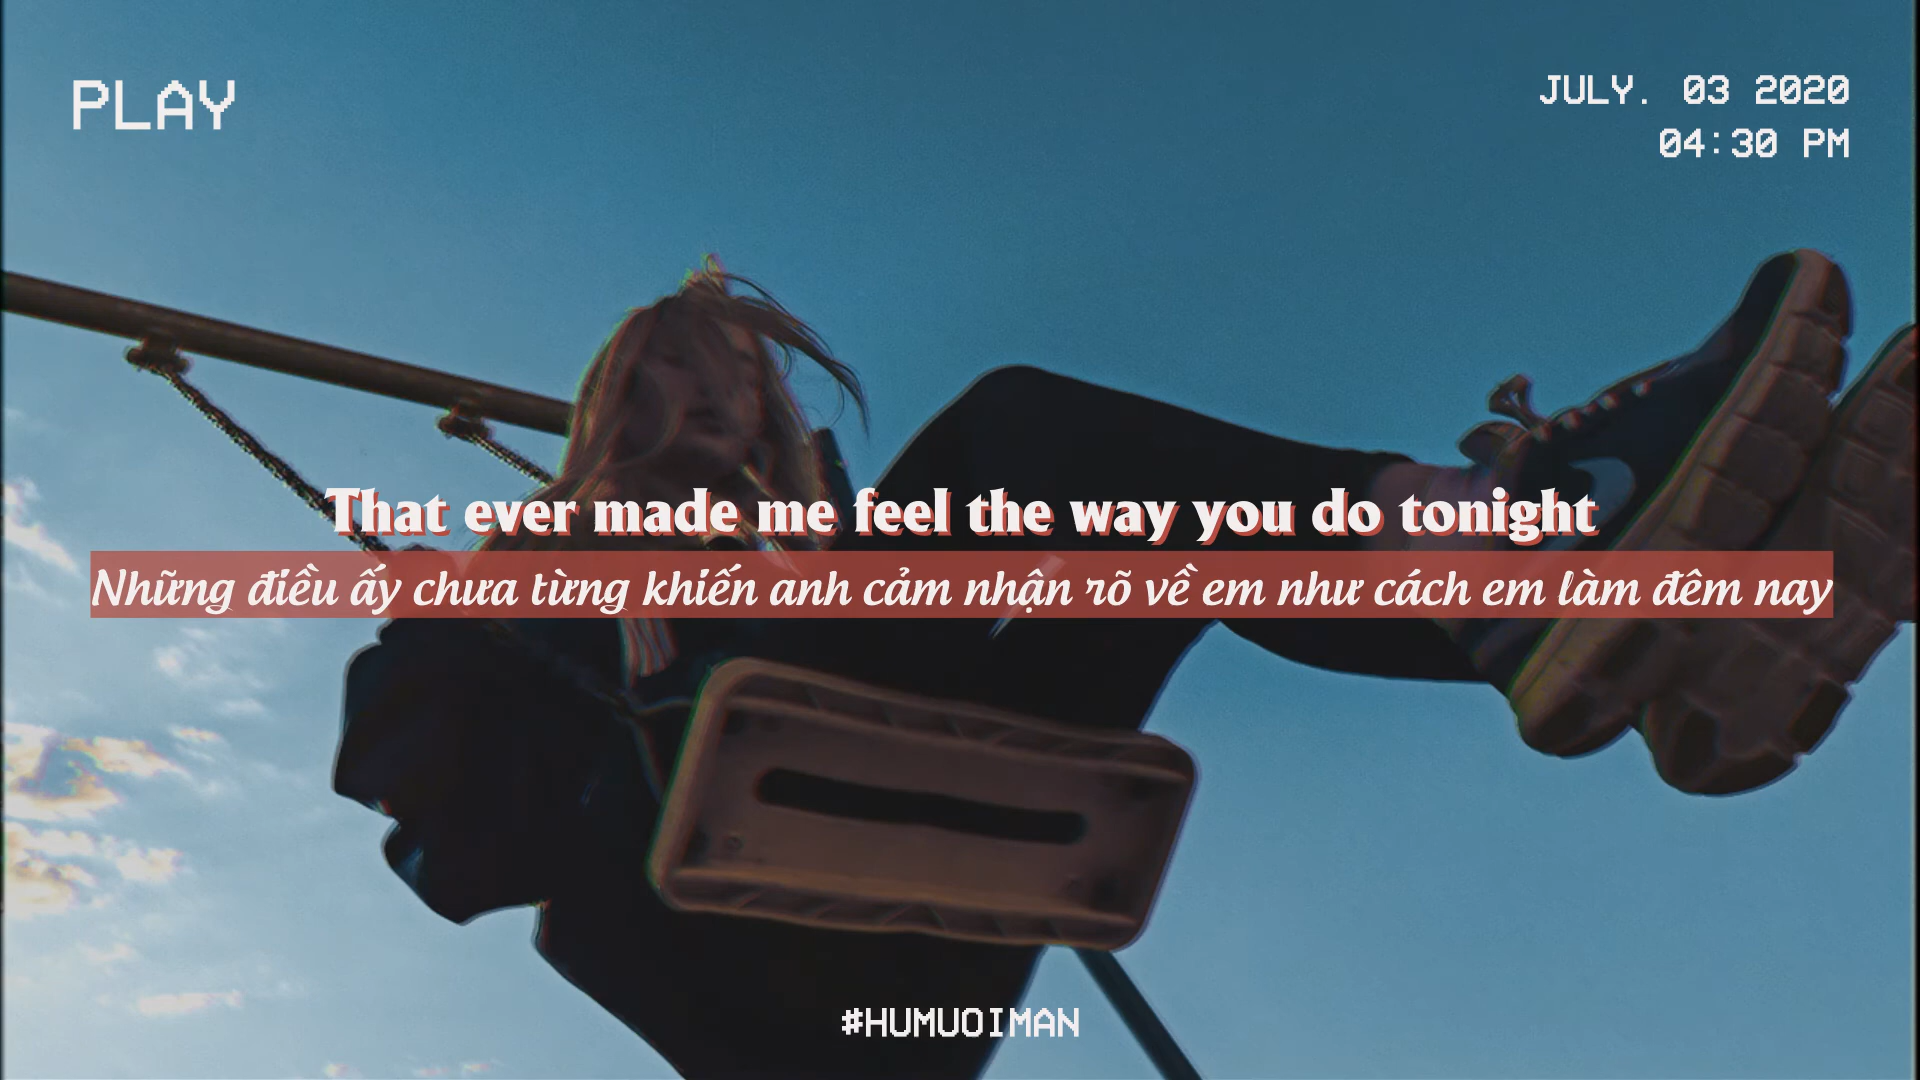 PLAY
JULY. 03 2020
04:30 PM
That ever made me feel the way you do tonight
Những điều ấy chưa từng khiến anh cảm nhận rõ về em như cách em làm đêm nay
#HUMUOIMAN